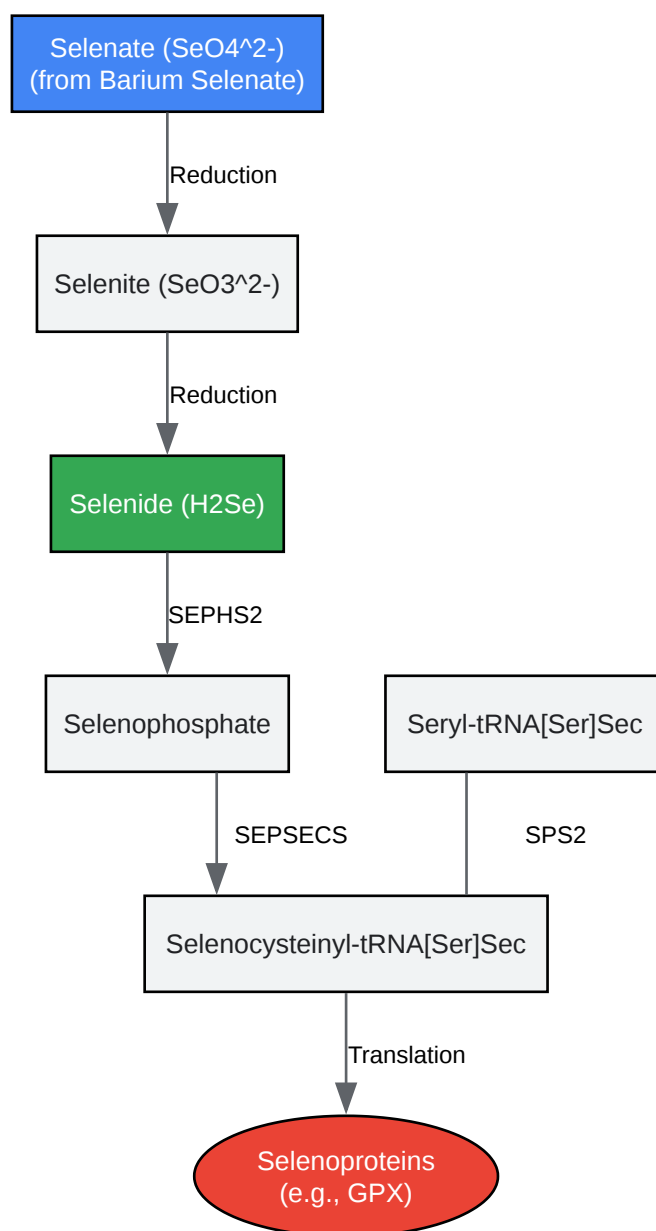 Selenate (SeO4^2-)
(from Barium Selenate)
Reduction
Selenite (SeO3^2-)
Reduction
Selenide (H2Se)
SEPHS2
Selenophosphate
Seryl-tRNA[Ser]Sec
SEPSECS
SPS2
Selenocysteinyl-tRNA[Ser]Sec
Translation
Selenoproteins
(e.g., GPX)